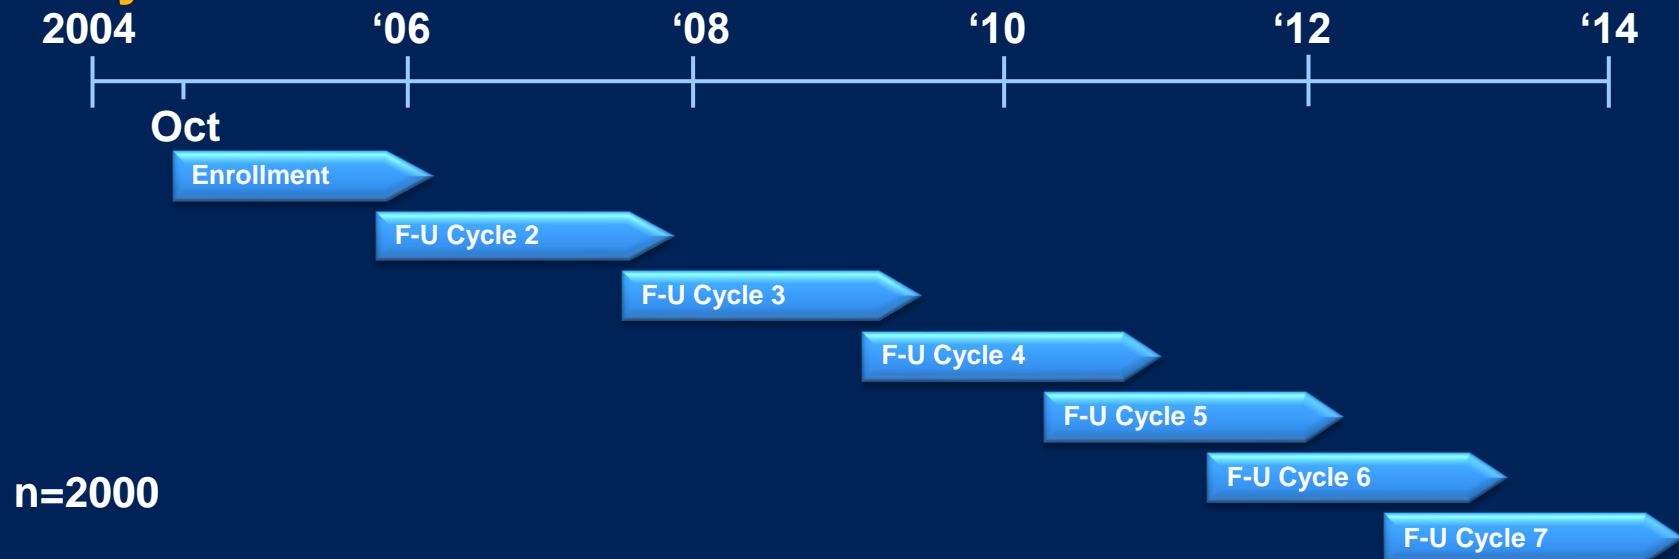 2004 ‘06 ‘08 ‘10 ‘12 ‘14
Oct
Enrollment
F-U Cycle 2
F-U Cycle 3
F-U Cycle 4
F-U Cycle 5
F-U Cycle 6
n=2000
F-U Cycle 7